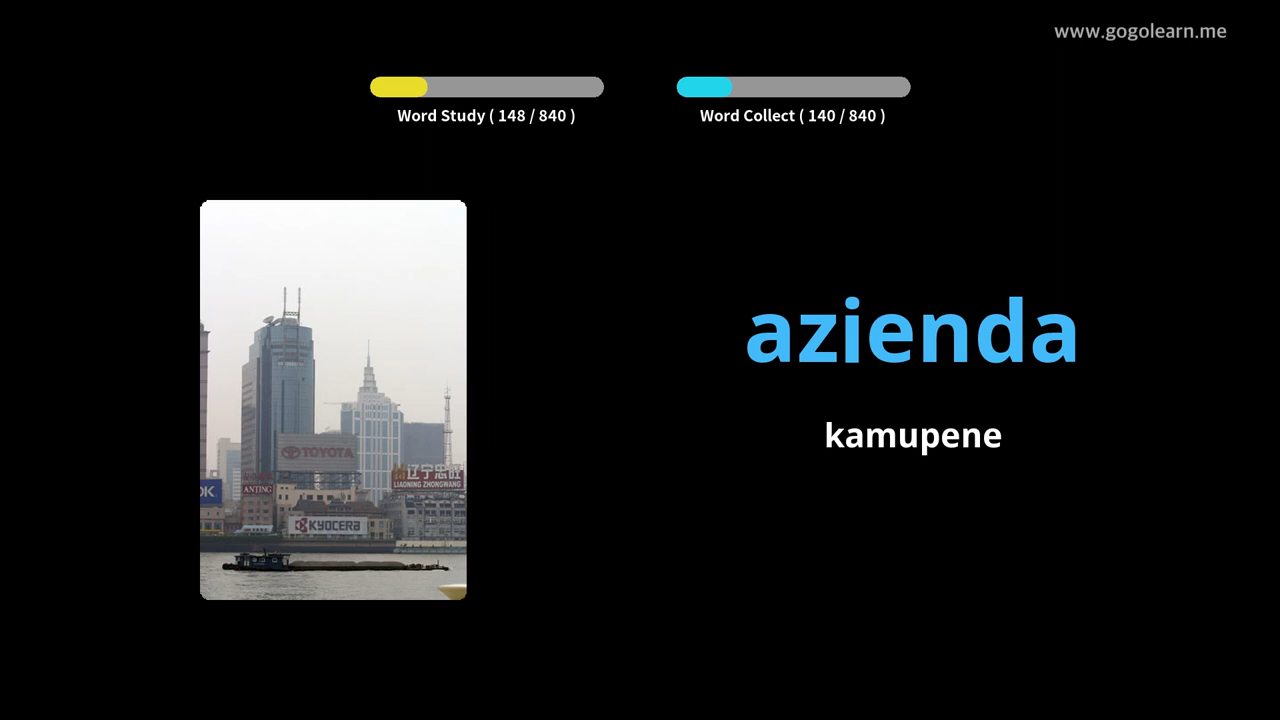 www.gogolearn.me
Word Study ( 148 / 840 )
Word Collect ( 140 / 840 )
azienda
kamupene
TOYOTA
辽宁忠旺
LIAONING ZHONGWANG
OK
ANTING
KYOCERA